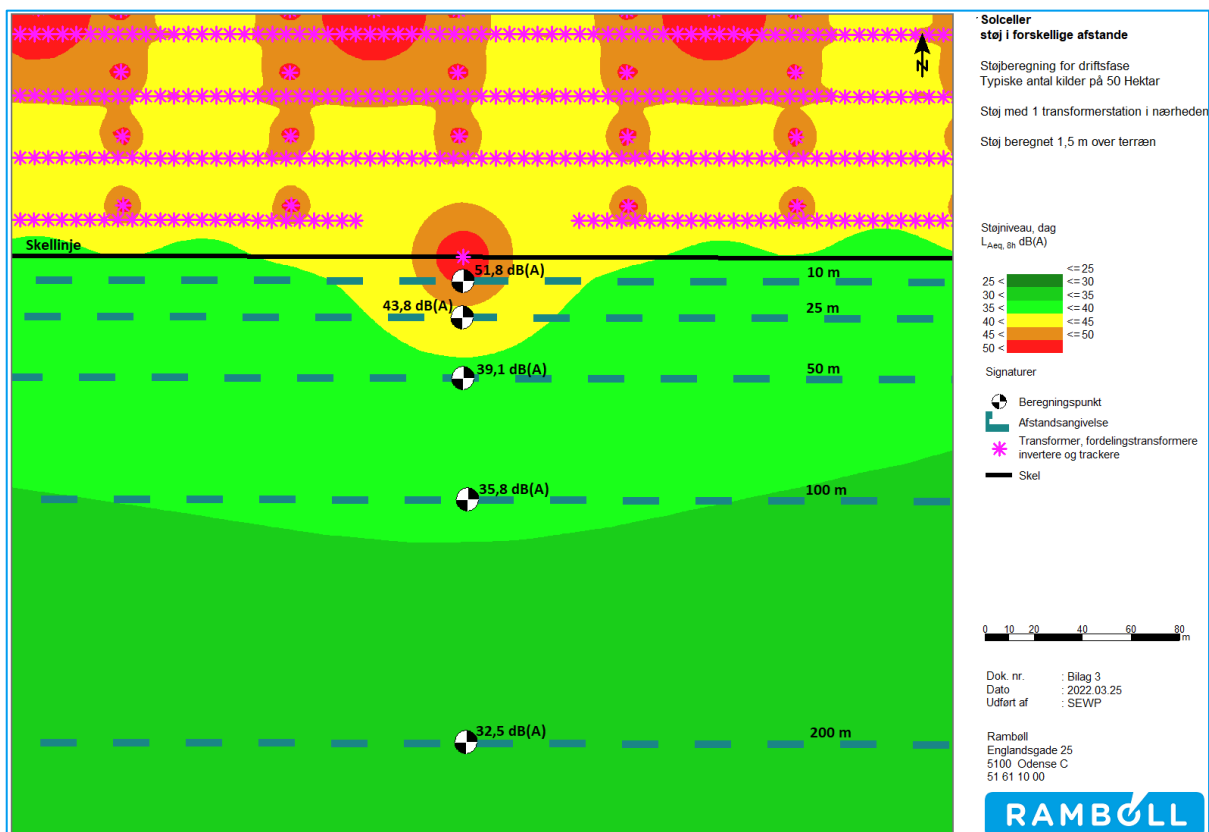 Solceller
støj i forskellige afstande
Støjberegning for driftsfase
Typiske antal kilder på 50 Hektar
Støj med 1 transformerstation i nærheden
Støj beregnet 1,5 m over terræn
N
Skellinje
51,8 dB(A)
10 m
43,8 dB(A)
25 m
39,1 dB(A)
50 m
35,8 dB(A)
100 m
32,5 dB(A)
200 m
Støjniveau, dag
LAeq, 8h dB(A)
<=25
25 < <=30
30 < <=35
35 < <=40
40 < <=45
45 < <=50
50 <
Signaturer
Beregningspunkt
Afstandsangivelse
Transformer, fordelingstransformere
invertere og trackere
Skel
0 10 20 40 60 80
m
Dok. nr. : Bilag 3
Dato : 2022.03.25
Udført af : SEWP
Rambøll
Englandsgade 25
5100 Odense C
51 61 10 00
RAMBOLL